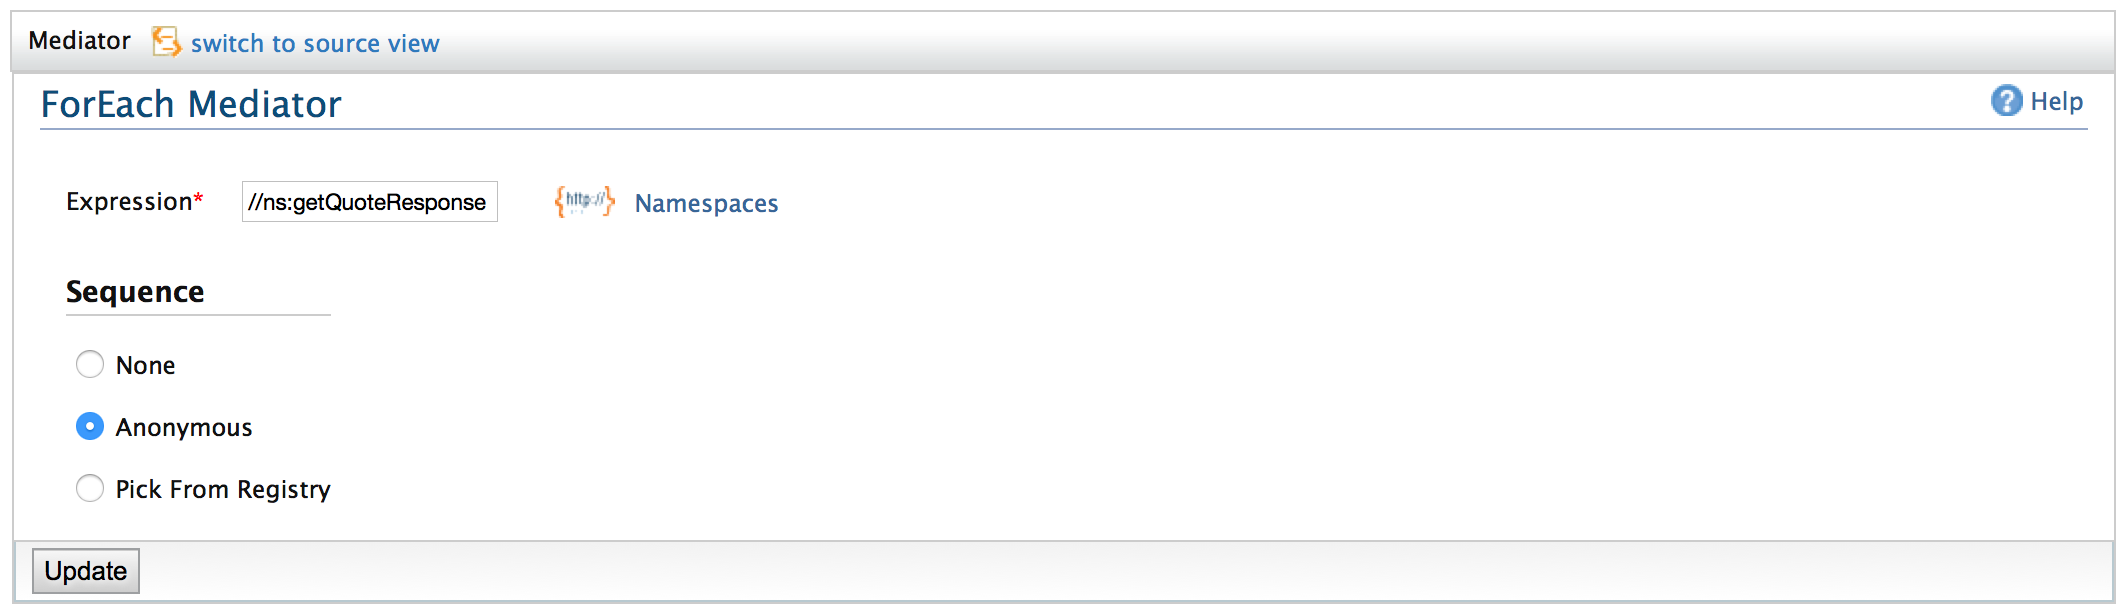 Mediator switch to source view
ForEach Mediator
Help
Expression* //ns:getQuoteResponse {http://} Namespaces
Sequence
None
Anonymous
Pick From Registry
Update